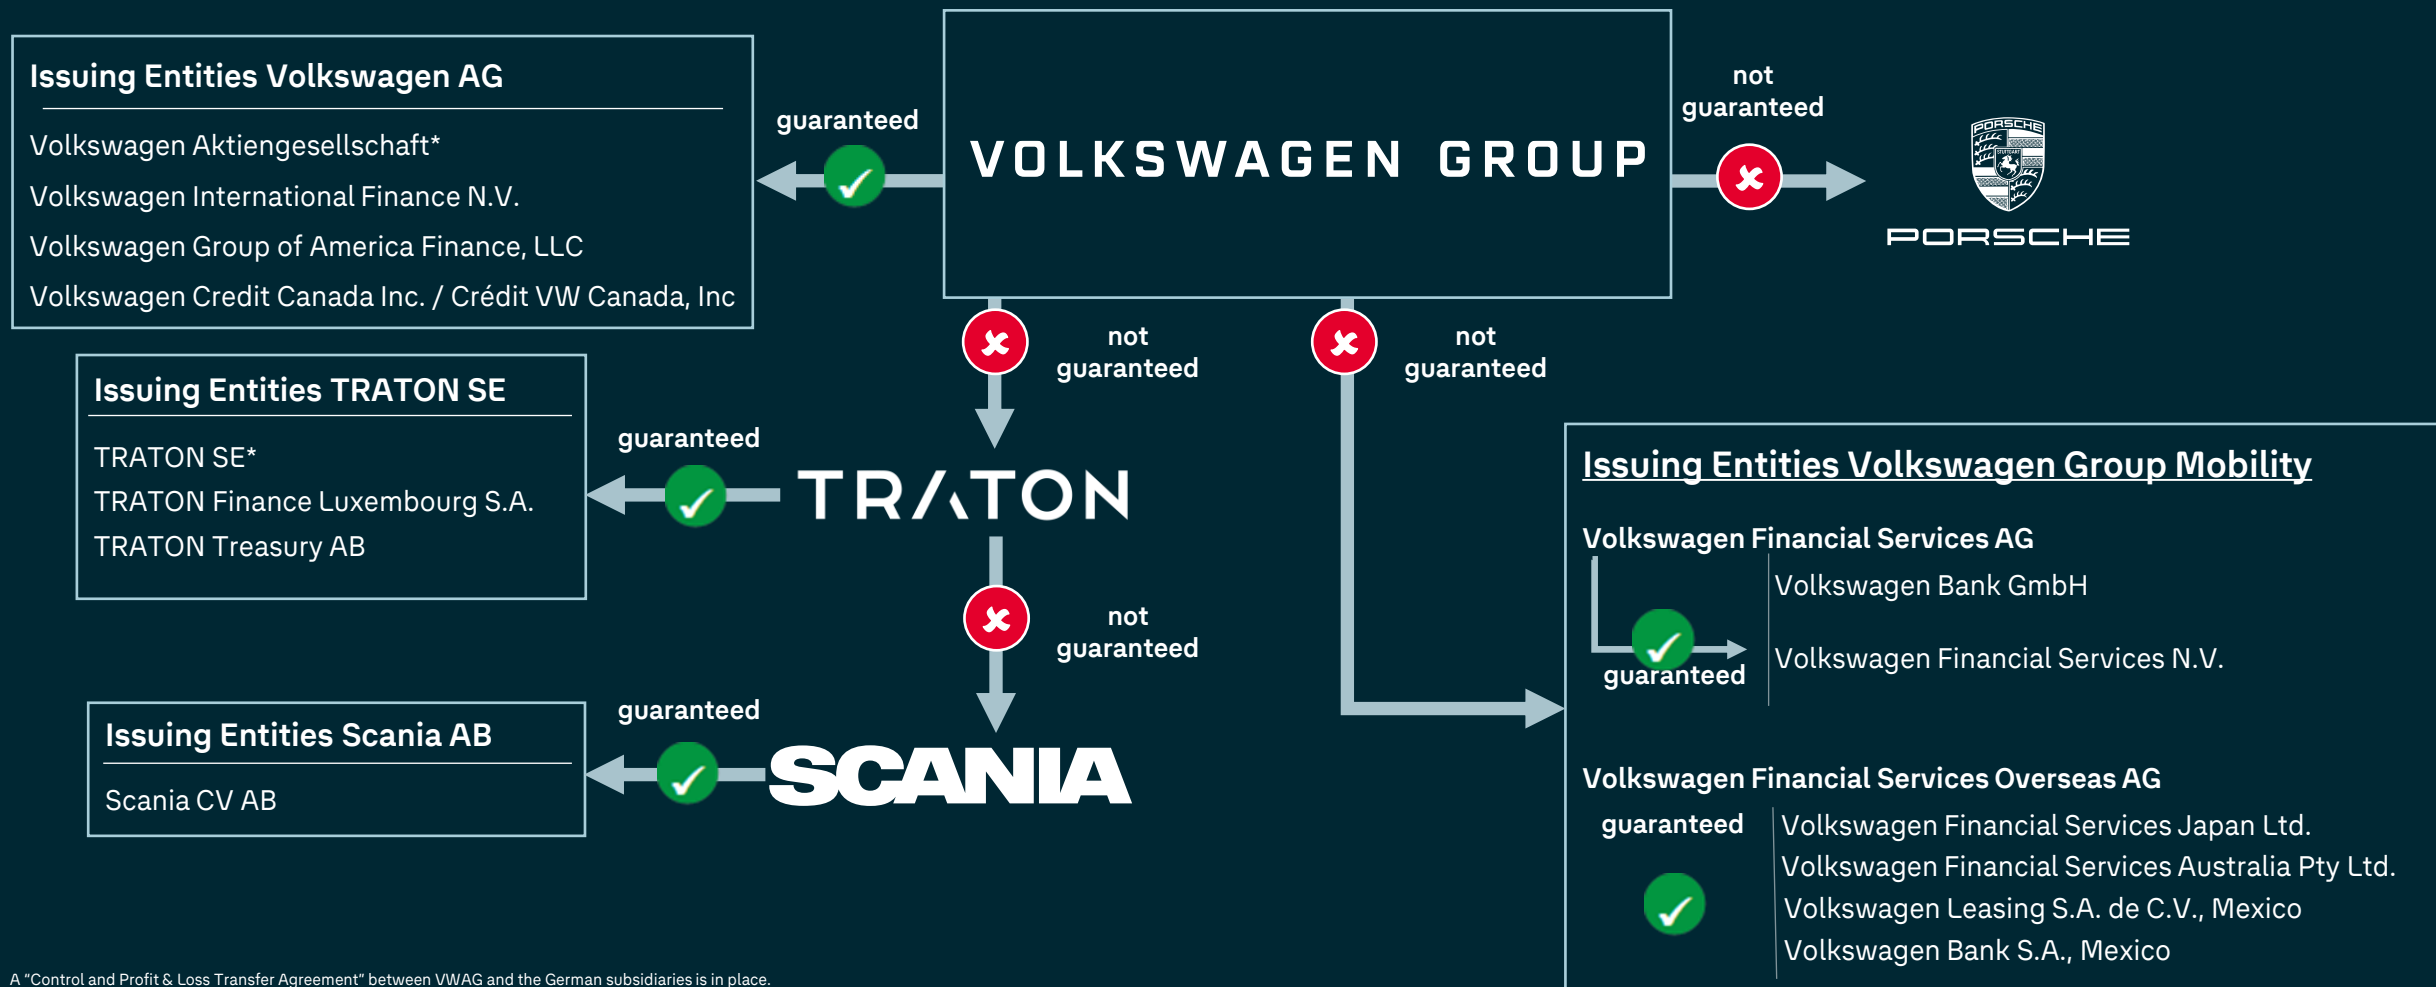 Issuing Entities Volkswagen AG
Volkswagen Aktiengesellschaft*
Volkswagen International Finance N.V.
Volkswagen Group of America Finance, LLC
Volkswagen Credit Canada Inc. / Crédit VW Canada, Inc
guaranteed
VOLKSWAGEN GROUP
not
guaranteed
PORSCHE
STUTTGART
PORSCHE
not
guaranteed
not
guaranteed
Issuing Entities TRATON SE
TRATON SE*
TRATON Finance Luxembourg S.A.
TRATON Treasury AB
guaranteed
TRATON
not
guaranteed
Issuing Entities Scania AB
Scania CV AB
guaranteed
SCANIA
Issuing Entities Volkswagen Group Mobility
Volkswagen Financial Services AG
Volkswagen Bank GmbH
guaranteed
Volkswagen Financial Services N.V.
Volkswagen Financial Services Overseas AG
guaranteed
Volkswagen Financial Services Japan Ltd.
Volkswagen Financial Services Australia Pty Ltd.
Volkswagen Leasing S.A. de C.V., Mexico
Volkswagen Bank S.A., Mexico
A “Control and Profit & Loss Transfer Agreement” between VWAG and the German subsidiaries is in place.